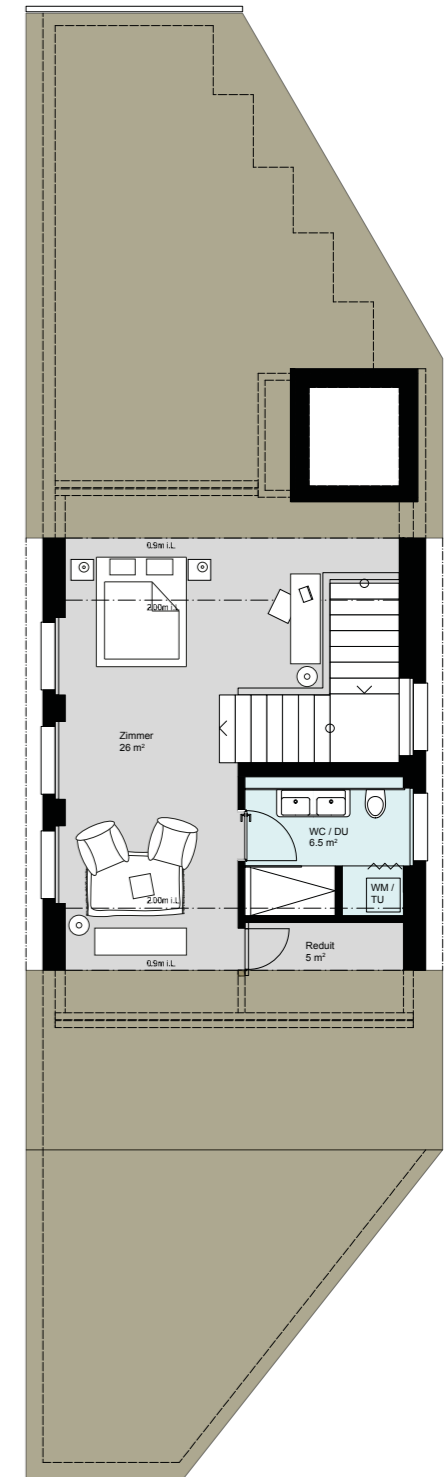 0.9m i.L.
2.00m i.L.
Zimmer
26 m²
WC / DU
6.5 m²
WM /
TU
2.00m i.L.
Reduit
5 m²
0.9m i.L.